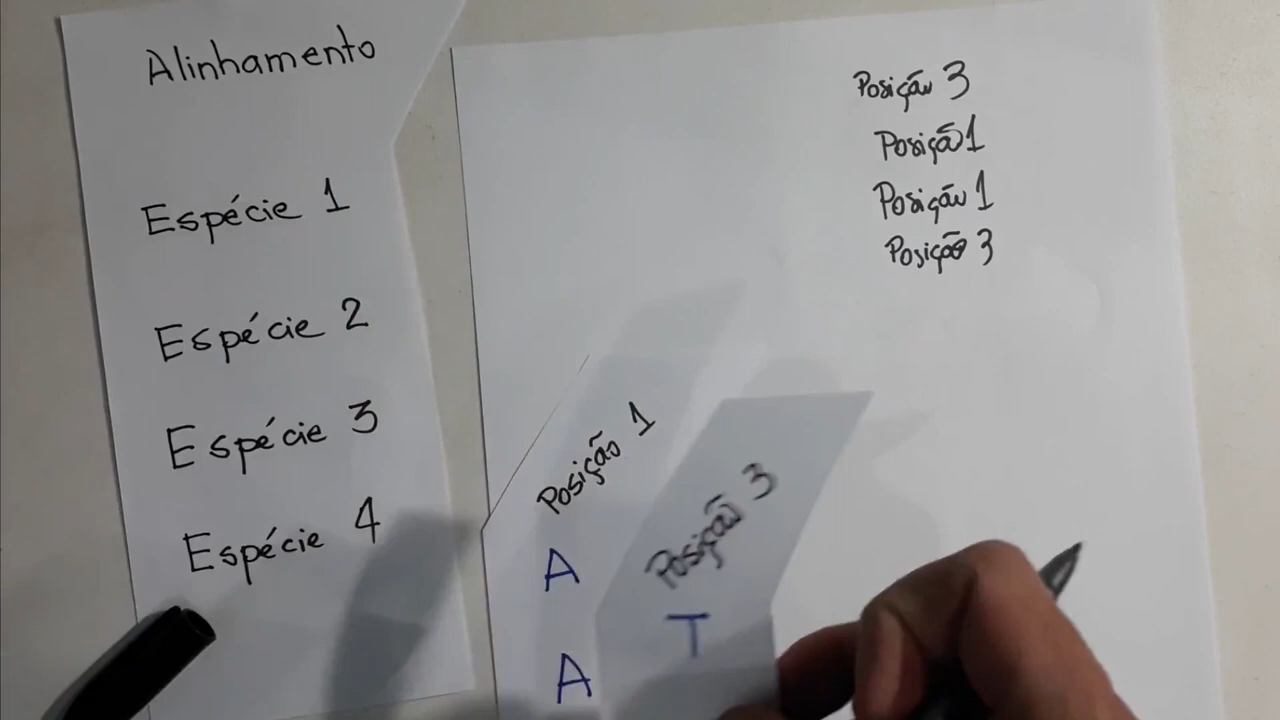 Alinhamento
Espécie 1
Espécie 2
Espécie 3
Espécie 4
Posição 3
Posição 1
Posição 1
Posição 3
Posição 1
A
A
Posição 3
T